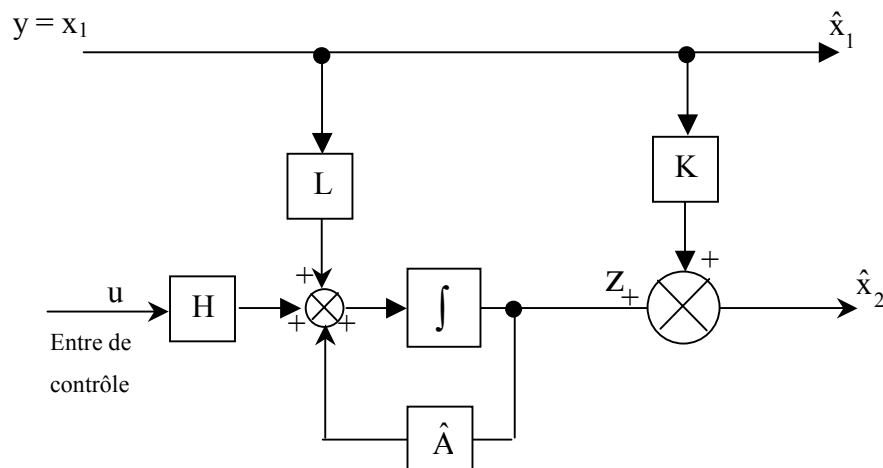 y = x₁
x̂₁
L
K
+
+
u
H
+
+
∫
Z
+
x̂₂
Entre de
contrôle
Â